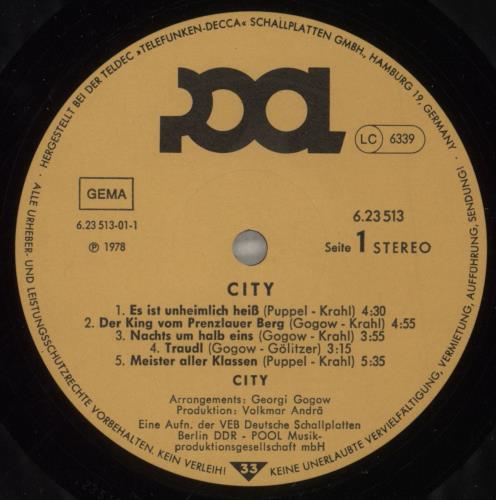 HERGESTELLT BEI DER TELDEC »TELEFUNKEN-DECCA« SCHALLPLATTEN GMBH., HAMBURG 19, GERMANY ·
ALLE URHEBER- UND LEISTUNGSSCHUTZRECHTE VORBEHALTEN. KEIN VERLEIH! KEINE UNERLAUBTE VERVIELFÄLTIGUNG, VERMIETUNG, AUFFÜHRUNG, SENDUNG!
POOL
LC 6339
GEMA
6.23 513-01-1
℗ 1978
6.23 513
Seite 1 STEREO
CITY
1. Es ist unheimlich heiß (Puppel - Krahl) 4:30
2. Der King vom Prenzlauer Berg (Gogow - Krahl) 4:55
3. Nachts um halb eins (Gogow - Krahl) 3:55
4. Traudl (Gogow - Gölitzer) 3:15
5. Meister aller Klassen (Puppel - Krahl) 5:35
CITY
Arrangements: Georgi Gogow
Produktion: Volkmar Andrä
Eine Aufn. der VEB Deutsche Schallplatten
Berlin DDR - POOL Musik-
produktionsgesellschaft mbH
33